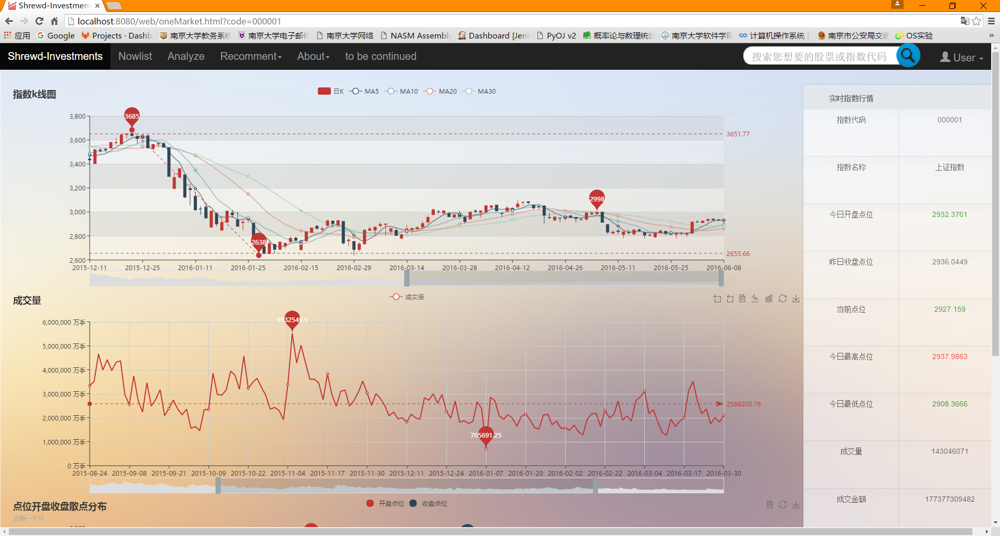 Shrewd-Investmen
localhost:8080/web/oneMarket.html?code=000001
应用 Google Projects · Dashb 南京大学教务系统 南京大学电子邮件 南京大学网络 NASM Assembly Dashboard [Jen PyOJ v2 概率论与数理统计 南京大学软件学院 计算机操作系统 | 南京市公安局交通 OS实验 »
Shrewd-Investments Nowlist Analyze Recomment About to be continued 搜索您想要的股票或指数代码 User
指数k线图
日K MA5 MA10 MA20 MA30
3,800
3,600
3,400
3,200
3,000
2,800
2,600
3685
2638
2998
3651.77
2655.66
2015-12-11 2015-12-25 2016-01-11 2016-01-25 2016-02-15 2016-02-29 2016-03-14 2016-03-28 2016-04-12 2016-04-26 2016-05-11 2016-05-25 2016-06-08
成交量
成交量
6,000,000 万手
5,000,000 万手
4,000,000 万手
3,000,000 万手
2,000,000 万手
1,000,000 万手
0 万手
5532549.5
705691.25
2588200.76
2015-08-24 2015-09-08 2015-09-21 2015-10-09 2015-10-22 2015-11-04 2015-11-17 2015-11-30 2015-12-11 2015-12-24 2016-01-07 2016-01-20 2016-02-02 2016-02-22 2016-03-04 2016-03-17 2016-03-30
点位开盘收盘散点分布
近期一个月
开盘点位 收盘点位
实时指数行情
指数代码 000001
指数名称 上证指数
今日开盘点位 2932.3761
昨日收盘点位 2936.0449
当前点位 2927.159
今日最高点位 2937.9863
今日最低点位 2908.3666
成交量 143046071
成交金额 177377309482